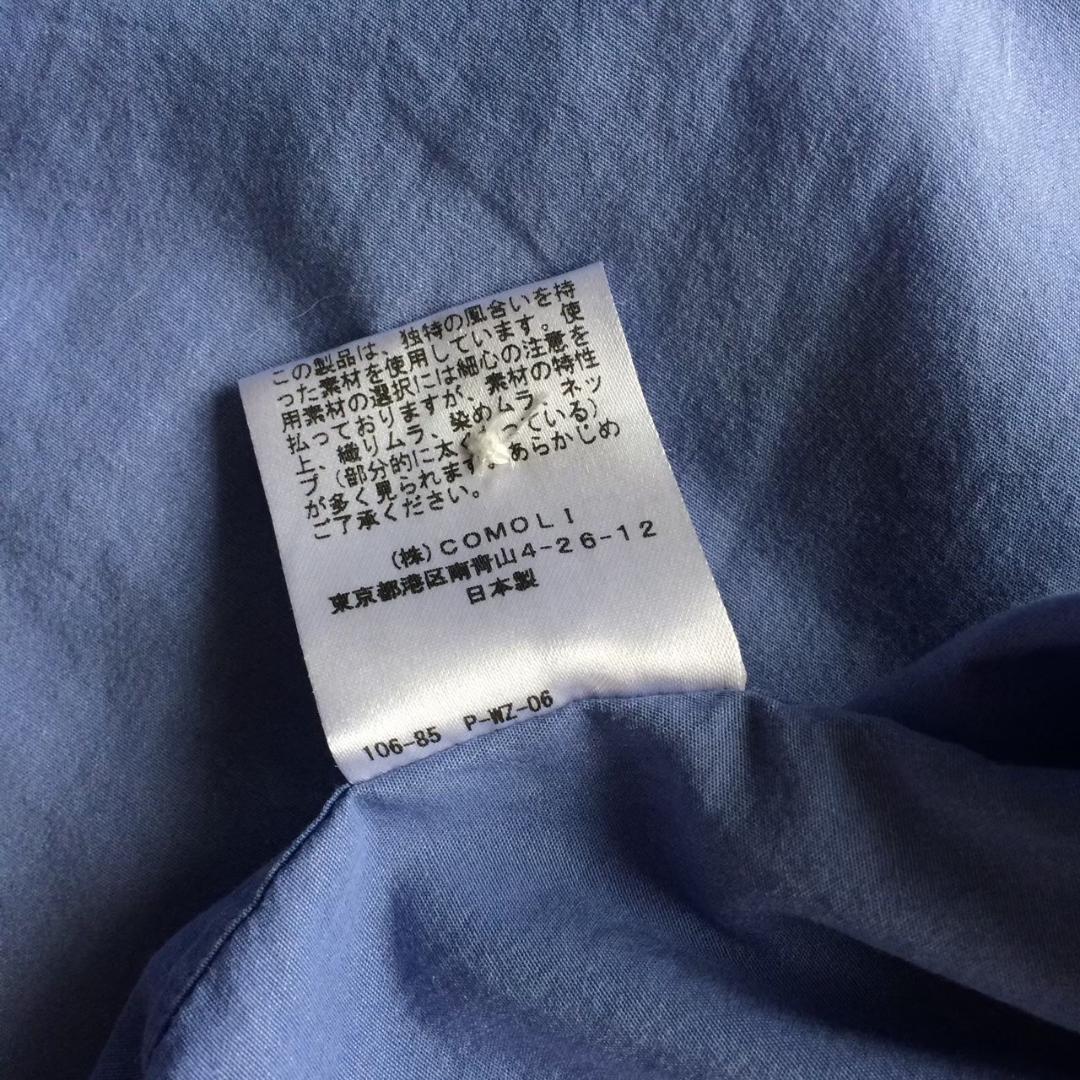 この製品は、独特の風合いを持
った素材を使用しています。使
用素材の選択には細心の注意を
払っておりますが、素材の特性
上、織りムラ、染めムラ、ネッ
プ(部分的に太く っている)
が多く見られます。あらかじめ
ご了承ください。
(株)COMOLI
東京都港区南青山4-26-12
日本製
106-85 P-WZ-06